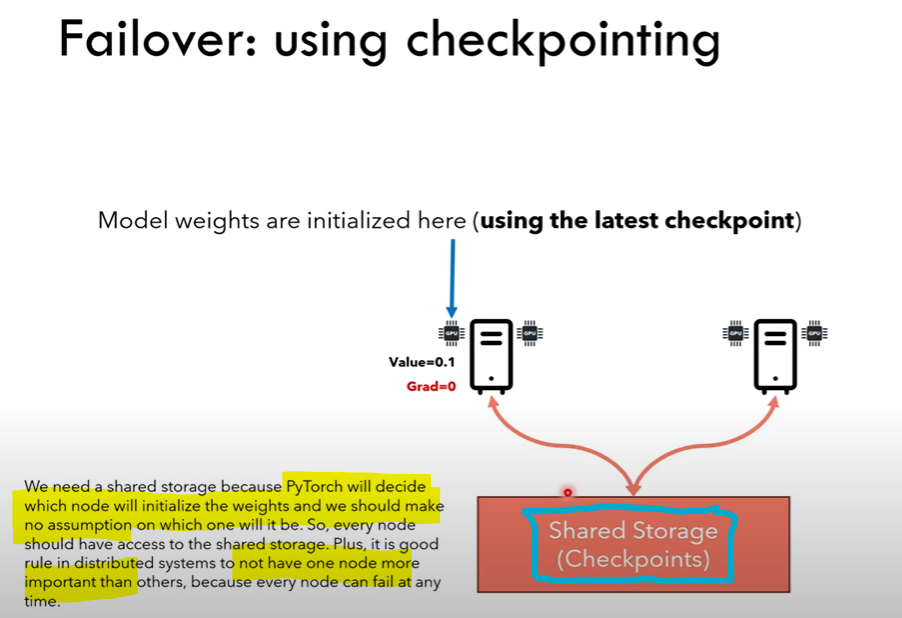 Failover: using checkpointing
Model weights are initialized here (using the latest checkpoint)
GPU GPU GPU GPU
Value=0.1
Grad=0
We need a shared storage because PyTorch will decide
which node will initialize the weights and we should make
no assumption on which one will it be. So, every node
should have access to the shared storage. Plus, it is good
rule in distributed systems to not have one node more
important than others, because every node can fail at any
time.
Shared Storage
(Checkpoints)